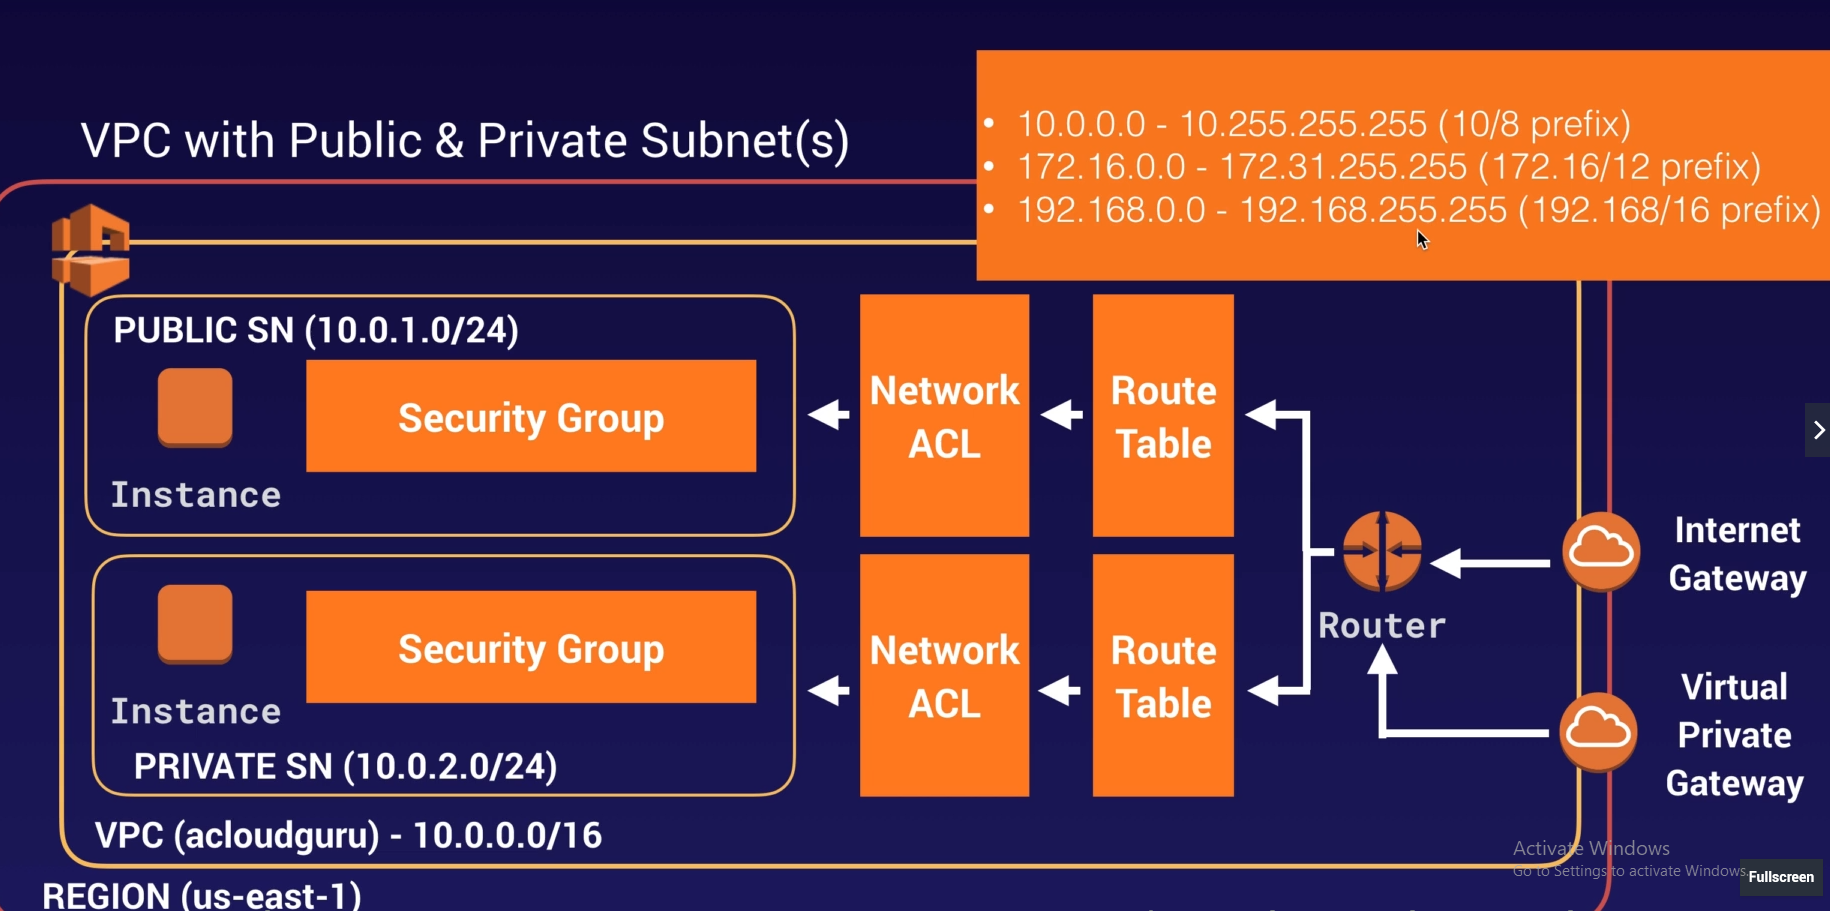 VPC with Public & Private Subnet(s)
• 10.0.0.0 - 10.255.255.255 (10/8 prefix)
• 172.16.0.0 - 172.31.255.255 (172.16/12 prefix)
• 192.168.0.0 - 192.168.255.255 (192.168/16 prefix)
PUBLIC SN (10.0.1.0/24)
Security Group
Instance
Network
ACL
Route
Table
Router
Internet
Gateway
Instance
Security Group
PRIVATE SN (10.0.2.0/24)
Network
ACL
Route
Table
Virtual
Private
Gateway
VPC (acloudguru) - 10.0.0.0/16
REGION (us-east-1)
Activate Windows
Go to Settings to activate Windows.
Fullscreen